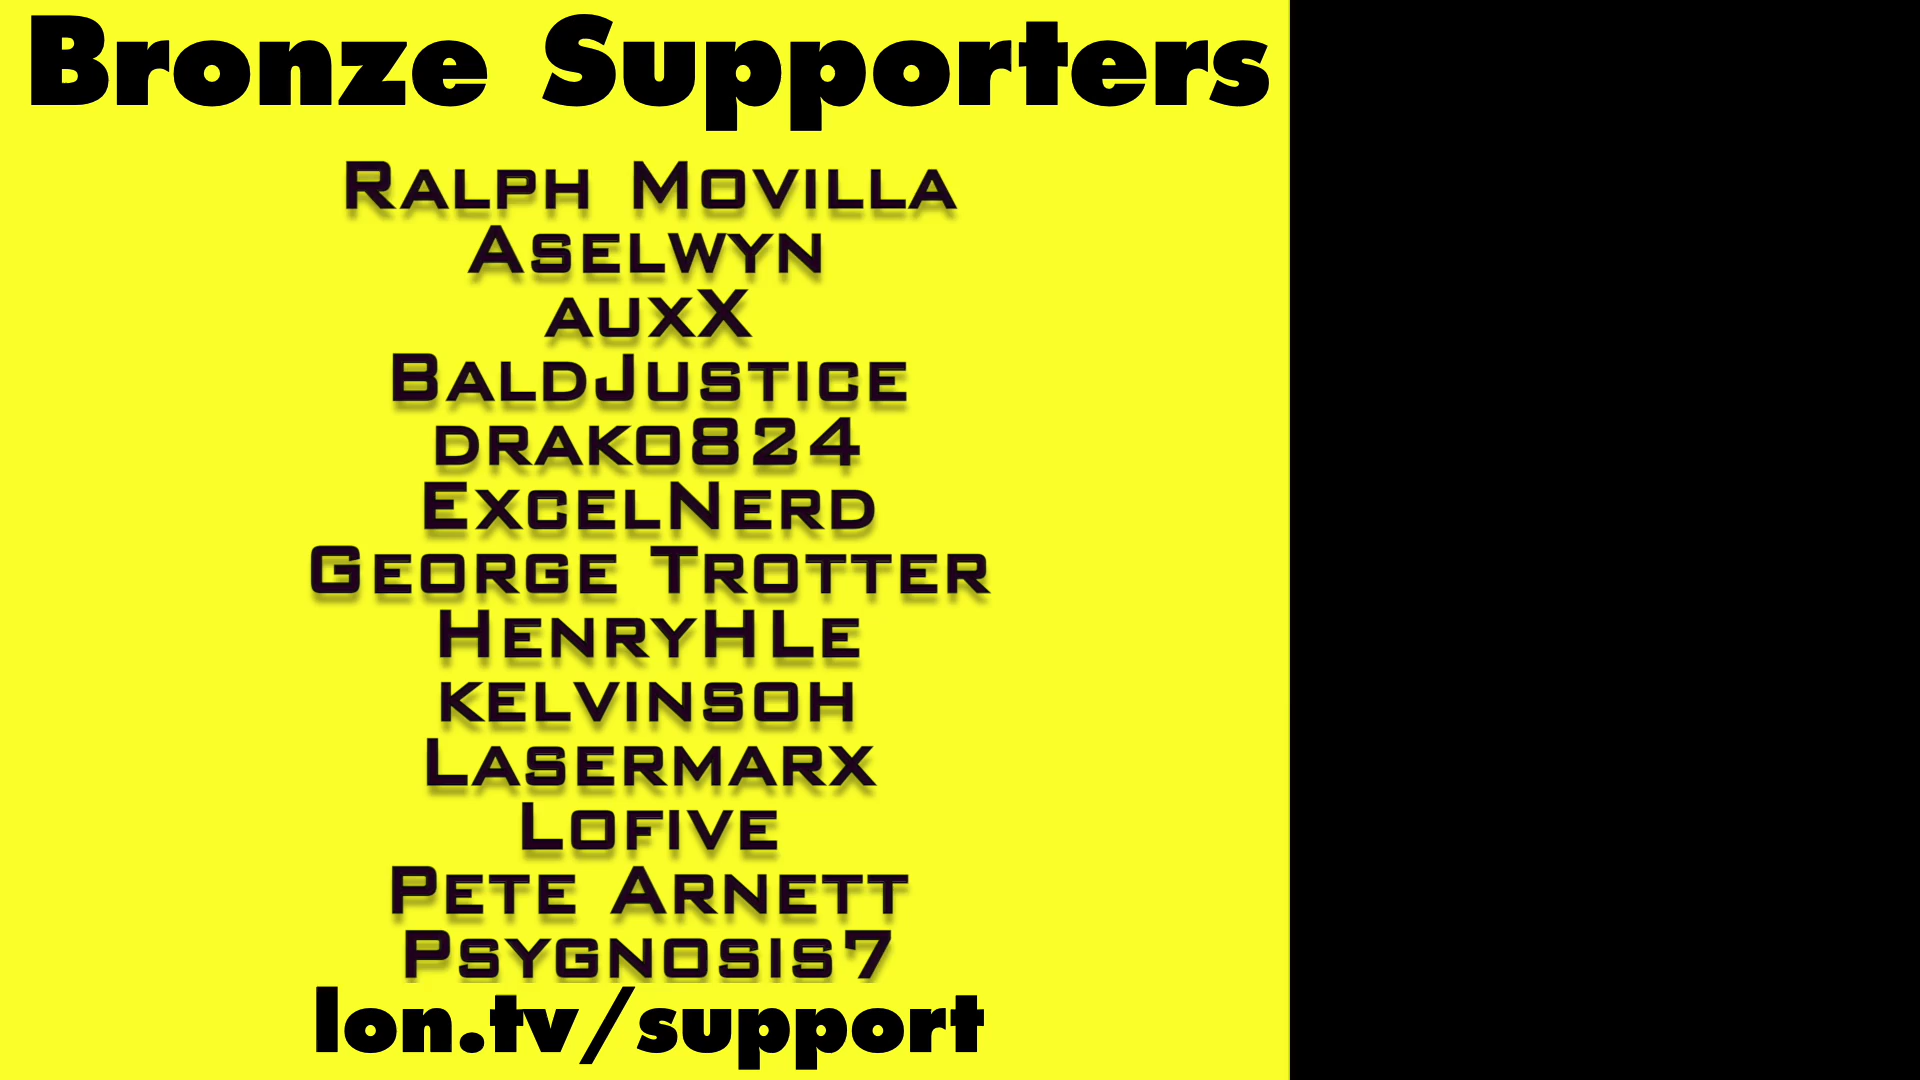 Bronze Supporters
Ralph Movilla
Aselwyn
auxX
BaldJustice
drako824
ExcelNerd
George Trotter
HenryHLe
kelvinsoh
Lasermarx
Lofive
Pete Arnett
Psygnosis7
lon.tv/support